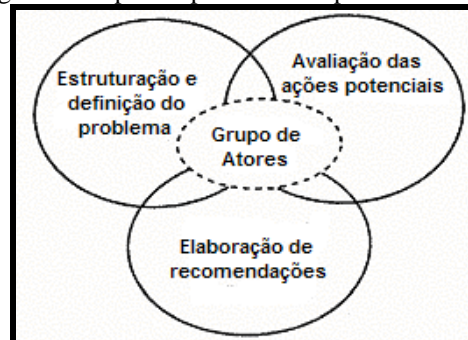 Estruturação e
definição do
problema
Avaliação das
ações potenciais
Grupo de
Atores
Elaboração de
recomendações